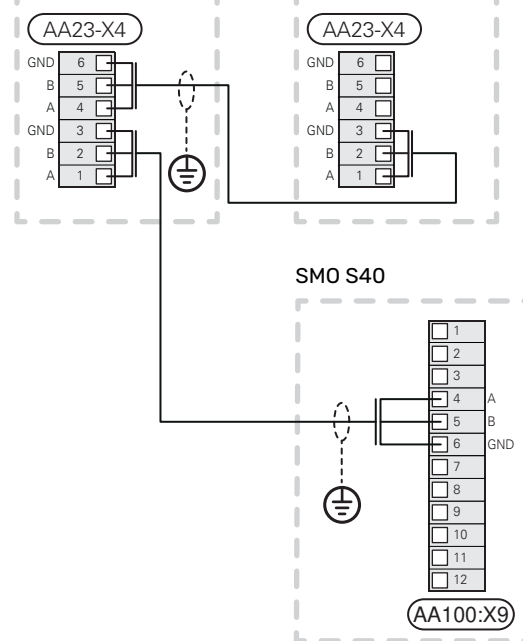 AA23-X4
GND 6
B 5
A 4
GND 3
B 2
A 1
AA23-X4
GND 6
B 5
A 4
GND 3
B 2
A 1
SMO S40
1
2
3
4 A
5 B
6 GND
7
8
9
10
11
12
AA100:X9